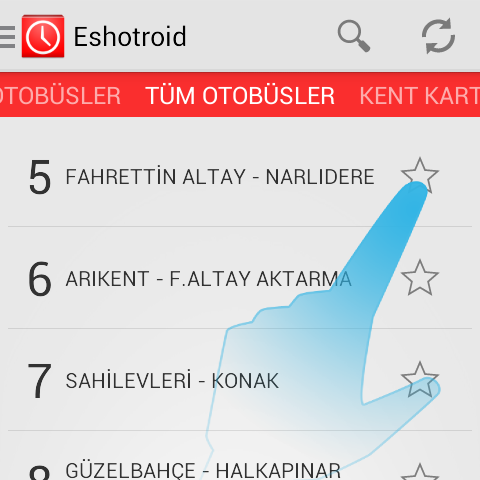 Eshotroid
OTOBÜSLER TÜM OTOBÜSLER KENT KART
5 FAHRETTİN ALTAY - NARLIDERE
6 ARIKENT - F.ALTAY AKTARMA
7 SAHİLEVLERİ - KONAK
8 GÜZELBAHÇE - HALKAPINAR